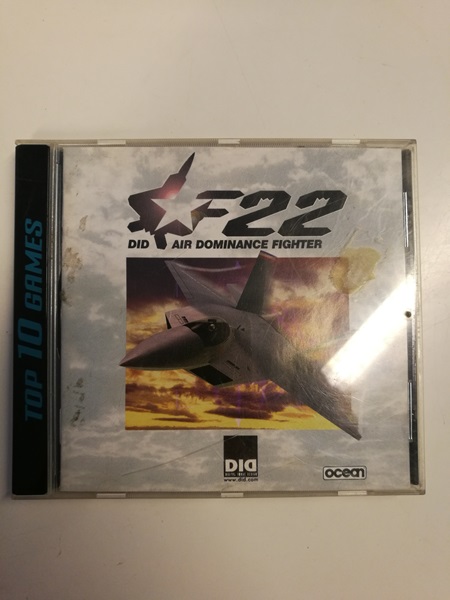 TOP 10 GAMES
F22
DID AIR DOMINANCE FIGHTER
DID
www.did.com
ocean